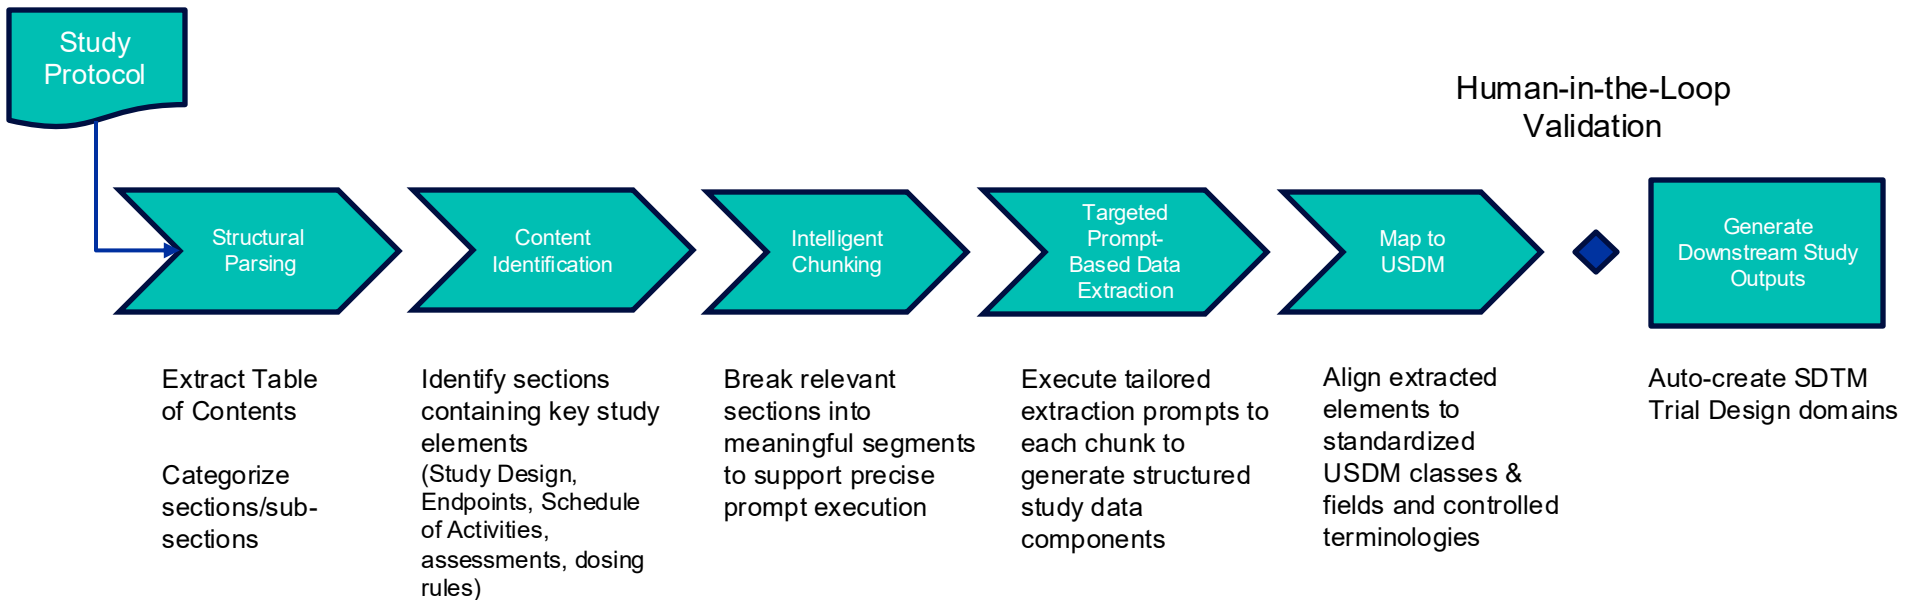 Study
Protocol
Human-in-the-Loop
Validation
Structural
Parsing
Content
Identification
Intelligent
Chunking
Targeted
Prompt-
Based Data
Extraction
Map to
USDM
Generate
Downstream Study
Outputs
Extract Table
of Contents
Categorize
sections/sub-
sections
Identify sections
containing key study
elements
(Study Design,
Endpoints, Schedule
of Activities,
assessments, dosing
rules)
Break relevant
sections into
meaningful segments
to support precise
prompt execution
Execute tailored
extraction prompts to
each chunk to
generate structured
study data
components
Align extracted
elements to
standardized
USDM classes &
fields and controlled
terminologies
Auto-create SDTM
Trial Design domains